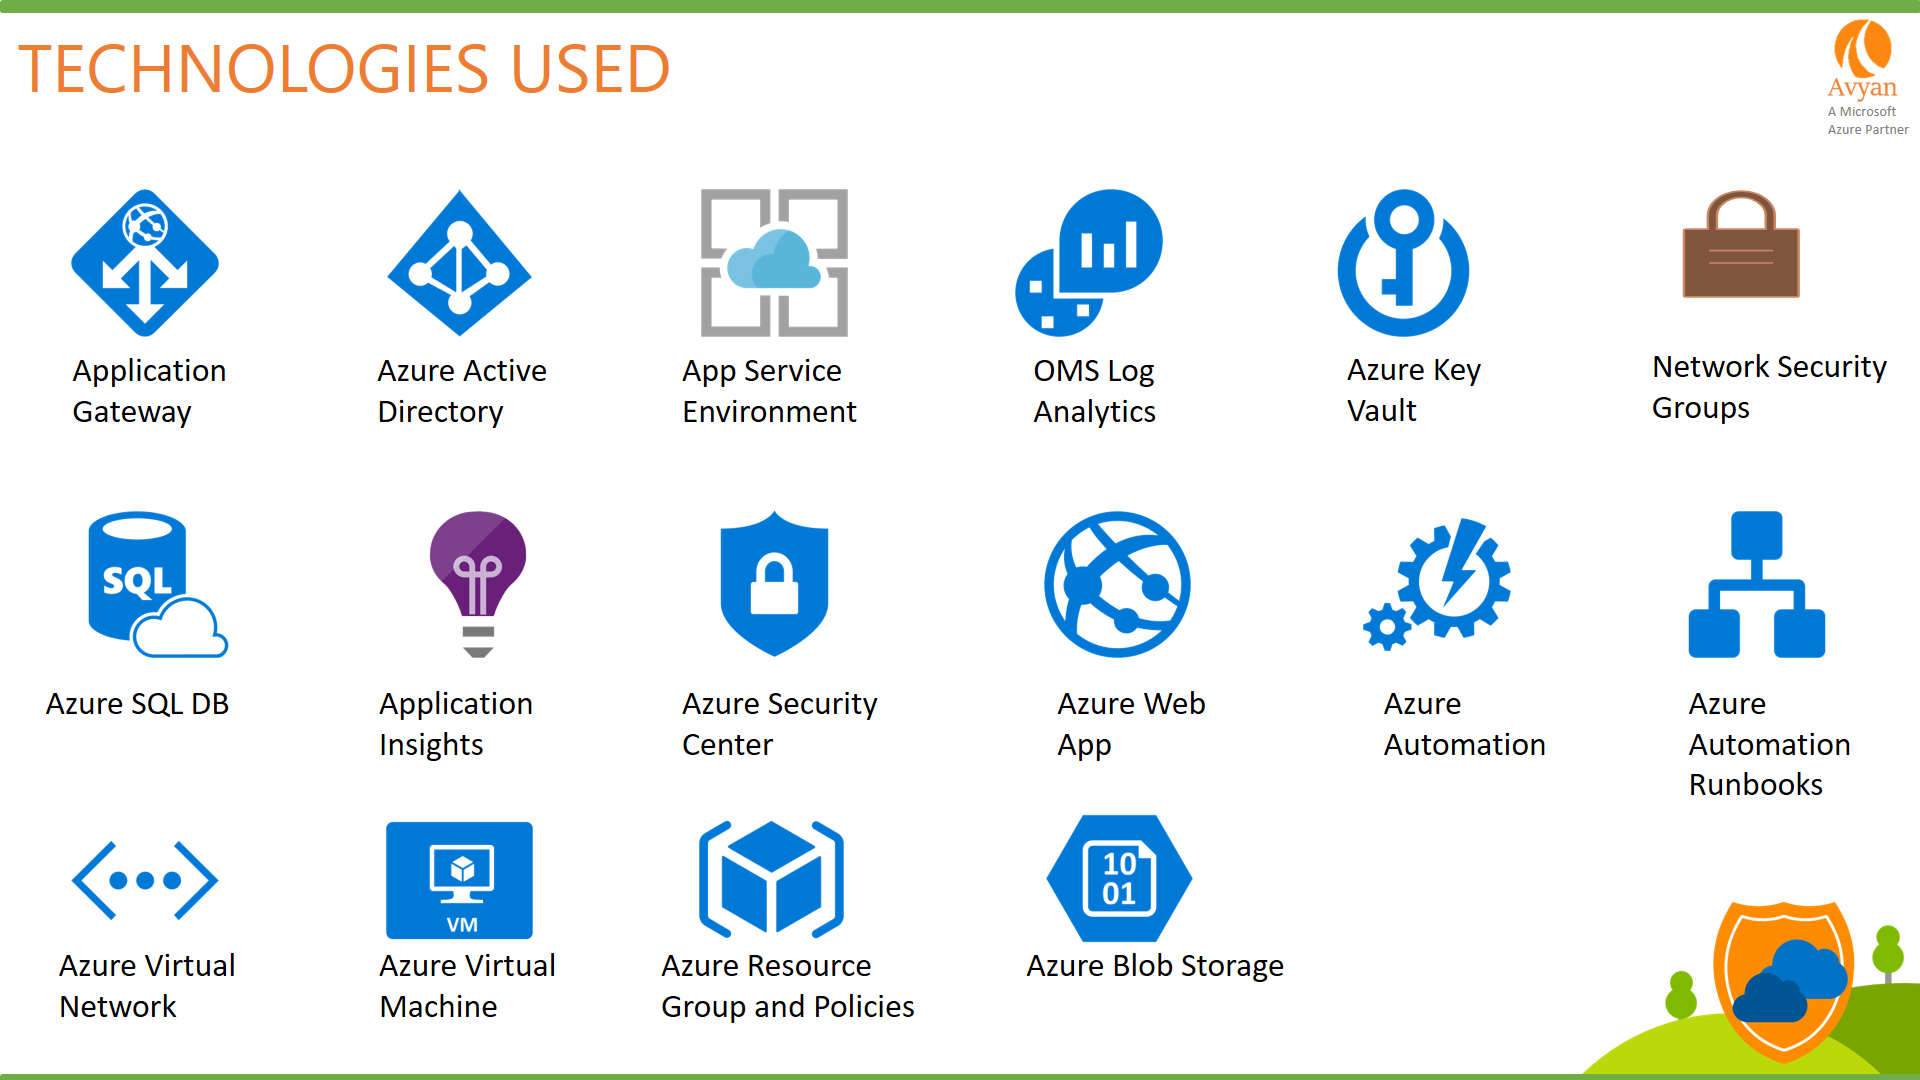 TECHNOLOGIES USED
Avyan
A Microsoft
Azure Partner
Application
Gateway
Azure Active
Directory
App Service
Environment
OMS Log
Analytics
Azure Key
Vault
Network Security
Groups
SQL
Azure SQL DB
Application
Insights
Azure Security
Center
Azure Web
App
Azure
Automation
Azure
Automation
Runbooks
Azure Virtual
Network
VM
Azure Virtual
Machine
Azure Resource
Group and Policies
10
01
Azure Blob Storage